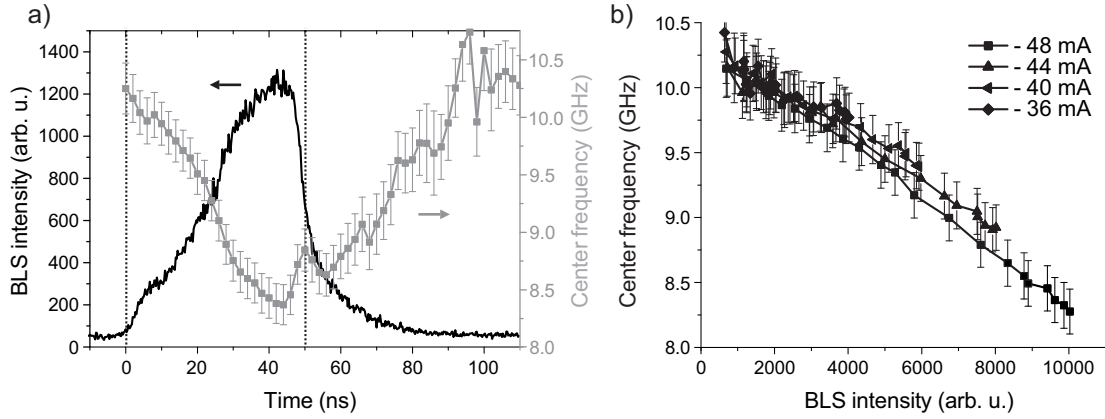 a)
1400
1200
1000
800
600
400
200
0
BLS intensity (arb. u.)
0
20
40
60
80
100
Time (ns)
10.5
10.0
9.5
9.0
8.5
8.0
Center frequency (GHz)
b)
10.5
10.0
9.5
9.0
8.5
8.0
Center frequency (GHz)
0
2000
4000
6000
8000
10000
BLS intensity (arb. u.)
- 48 mA
- 44 mA
- 40 mA
- 36 mA